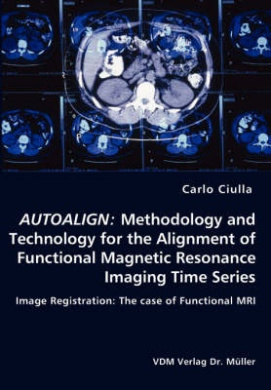 Carlo Ciulla
AUTOALIGN: Methodology and
Technology for the Alignment of
Functional Magnetic Resonance
Imaging Time Series
Image Registration: The case of Functional MRI
VDM Verlag Dr. Müller